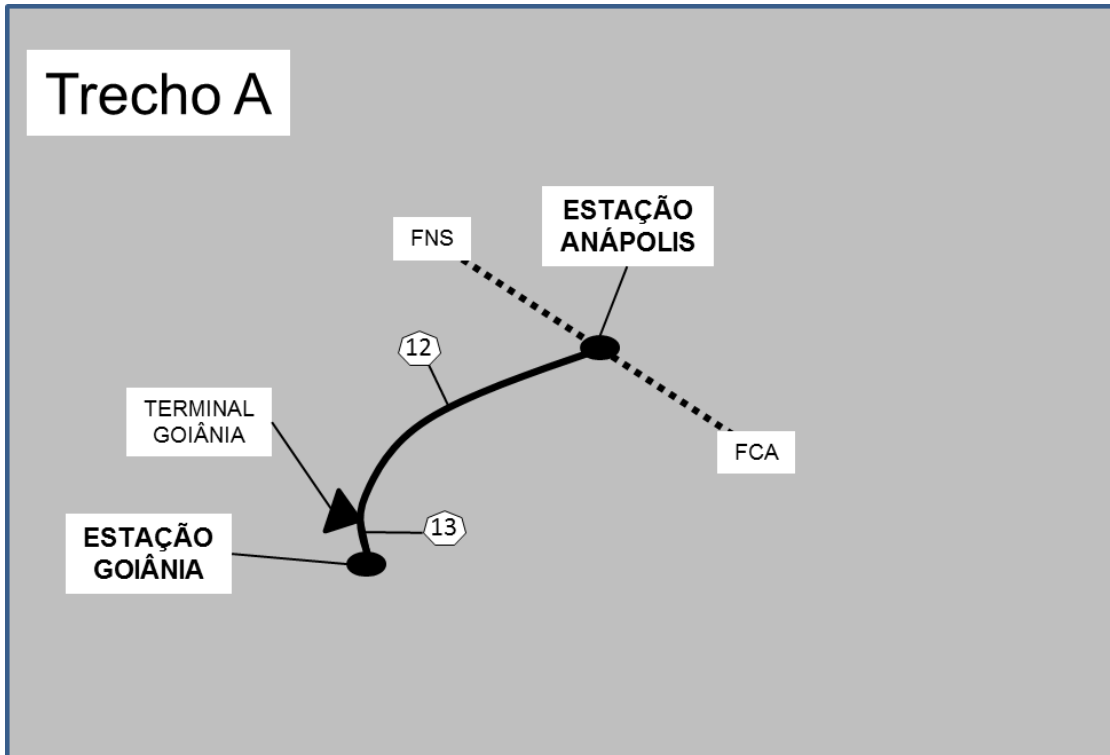 Trecho A
ESTAÇÃO
ANÁPOLIS
FNS
12
TERMINAL
GOIÂNIA
FCA
13
ESTAÇÃO
GOIÂNIA